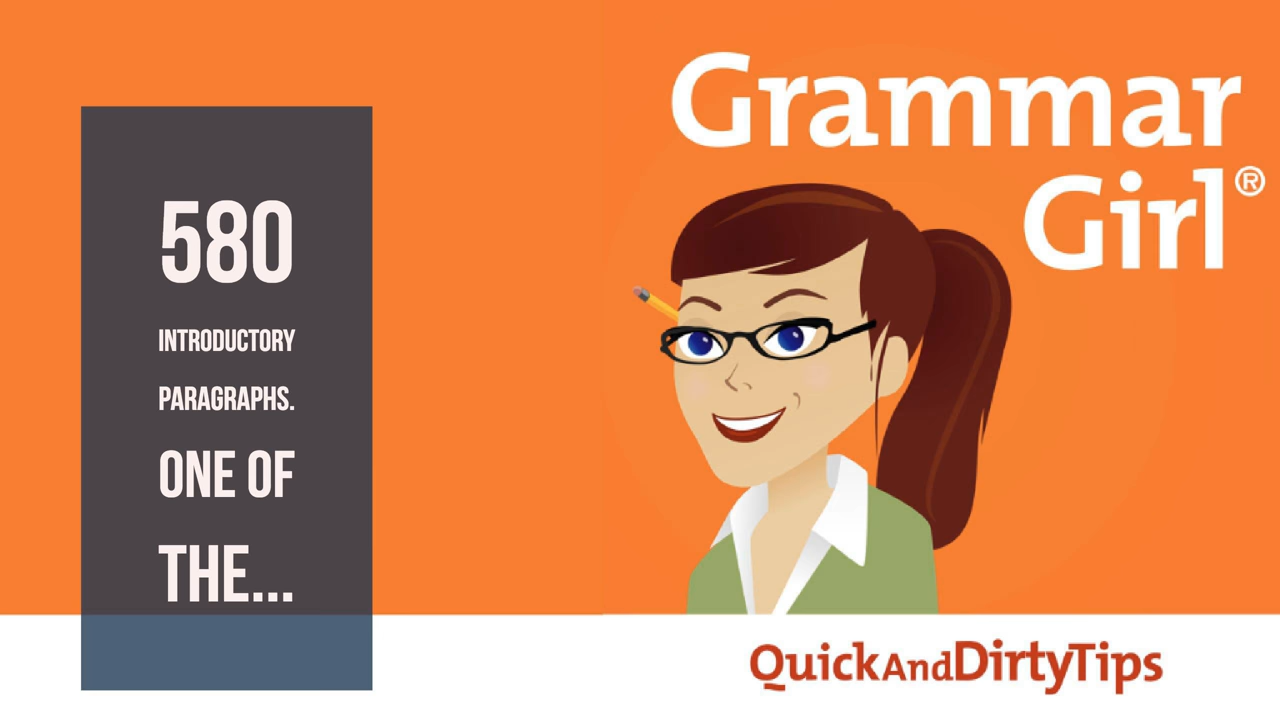 580
INTRODUCTORY
PARAGRAPHS.
ONE OF
THE...
Grammar
Girl®
QuickAndDirtyTips